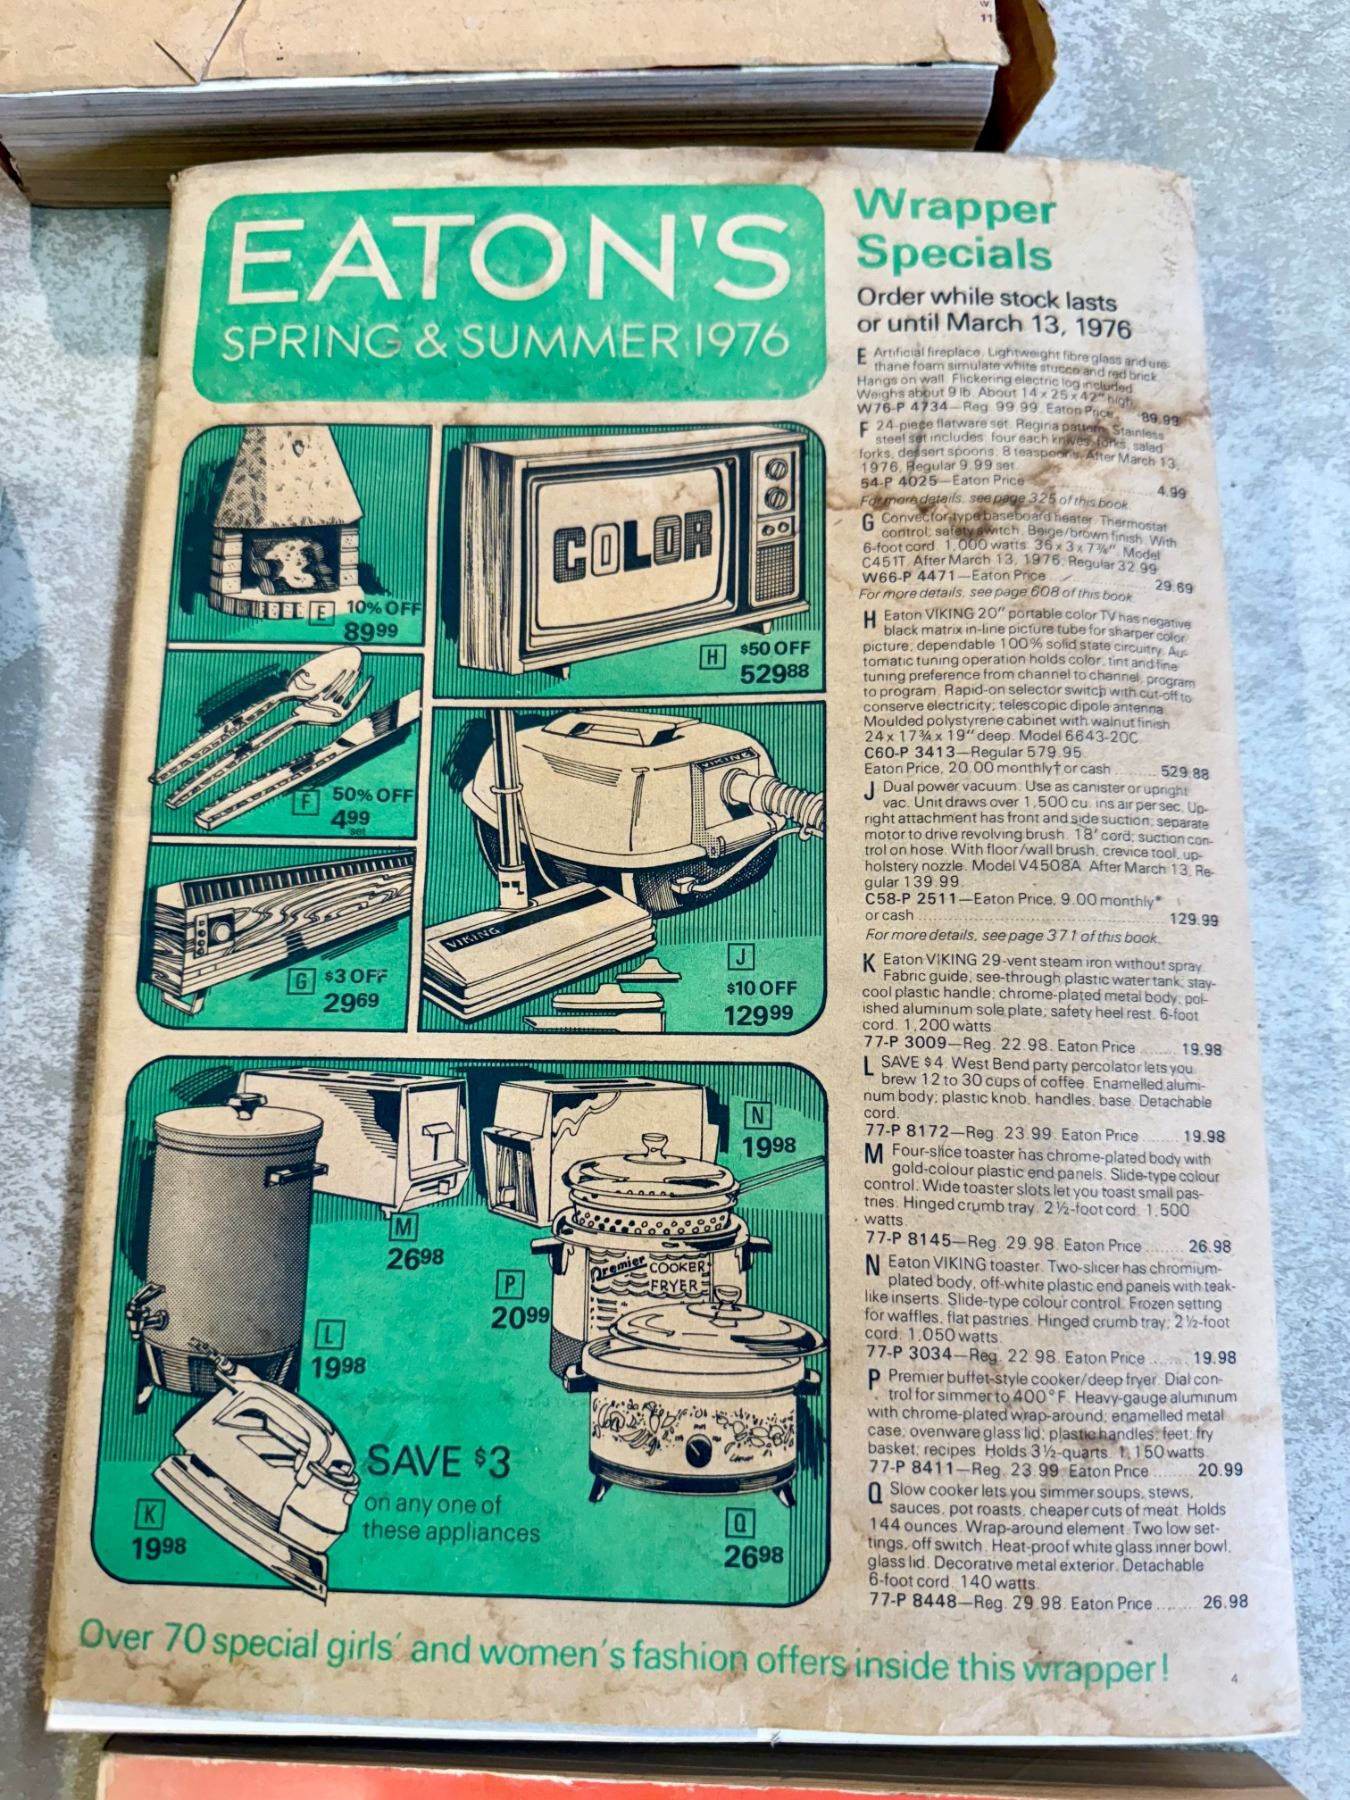 W
11
EATON'S
SPRING & SUMMER 1976
E 10% OFF
89⁹⁹
COLOR
H $50 OFF
529⁸⁸
F 50% OFF
4⁹⁹
set
VIKING
VIKING
G $3 OFF
29⁶⁹
J
$10 OFF
129⁹⁹
N
19⁹⁸
M
26⁹⁸
Premier COOKER
FRYER
P
20⁹⁹
L
19⁹⁸
SAVE $3
on any one of
these appliances
K
19⁹⁸
Q
26⁹⁸
Over 70 special girls' and women's fashion offers inside this wrapper!
Wrapper
Specials
Order while stock lasts
or until March 13, 1976
E Artificial fireplace. Lightweight fibre glass and ure-
thane foam simulate white stucco and red brick.
Hangs on wall. Flickering electric log included.
Weighs about 9 lb. About 14 x 25 x 42" high.
W76-P 4734—Reg. 99.99. Eaton Price 89.99
F 24-piece flatware set. Regina pattern. Stainless
steel set includes: four each knives, forks, salad
forks, dessert spoons, 8 teaspoons. After March 13,
1976, Regular 9.99 set.
54-P 4025—Eaton Price 4.99
For more details, see page 325 of this book.
G Convector-type baseboard heater. Thermostat
control; safety switch. Beige/brown finish. With
6-foot cord. 1,000 watts. 36 x 3 x 7¾". Model
C451T. After March 13, 1976, Regular 32.99.
W66-P 4471—Eaton Price ........ 29.69
For more details, see page 608 of this book.
H Eaton VIKING 20" portable color TV has negative
black matrix in-line picture tube for sharper color
picture; dependable 100% solid state circuitry. Au-
tomatic tuning operation holds color, tint and fine
tuning preference from channel to channel, program
to program. Rapid-on selector switch with cut-off to
conserve electricity; telescopic dipole antenna.
Moulded polystyrene cabinet with walnut finish.
24 x 17¾ x 19" deep. Model 6643-20C.
C60-P 3413—Regular 579.95.
Eaton Price, 20.00 monthly† or cash ........ 529.88
J Dual power vacuum. Use as canister or upright
vac. Unit draws over 1,500 cu. ins air per sec. Up-
right attachment has front and side suction; separate
motor to drive revolving brush. 18' cord; suction con-
trol on hose. With floor/wall brush, crevice tool, up-
holstery nozzle. Model V4508A. After March 13, Re-
gular 139.99.
C58-P 2511—Eaton Price, 9.00 monthly*
or cash ........ 129.99
For more details, see page 371 of this book.
K Eaton VIKING 29-vent steam iron without spray.
Fabric guide, see-through plastic water tank; stay-
cool plastic handle; chrome-plated metal body; pol-
ished aluminum sole plate; safety heel rest. 6-foot
cord. 1,200 watts
77-P 3009—Reg. 22.98. Eaton Price ........ 19.98
L SAVE $4. West Bend party percolator lets you
brew 12 to 30 cups of coffee. Enamelled alumi-
num body; plastic knob, handles, base. Detachable
cord.
77-P 8172—Reg. 23.99. Eaton Price ........ 19.98
M Four-slice toaster has chrome-plated body with
gold-colour plastic end panels. Slide-type colour
control. Wide toaster slots let you toast small pas-
tries. Hinged crumb tray. 2½-foot cord. 1,500
watts.
77-P 8145—Reg. 29.98. Eaton Price ........ 26.98
N Eaton VIKING toaster. Two-slicer has chromium-
plated body, off-white plastic end panels with teak-
like inserts. Slide-type colour control. Frozen setting
for waffles, flat pastries. Hinged crumb tray; 2½-foot
cord. 1,050 watts.
77-P 3034—Reg. 22.98. Eaton Price ........ 19.98
P Premier buffet-style cooker/deep fryer. Dial con-
trol for simmer to 400° F. Heavy-gauge aluminum
with chrome-plated wrap-around; enamelled metal
case; ovenware glass lid; plastic handles; feet; fry
basket; recipes. Holds 3½-quarts. 1,150 watts.
77-P 8411—Reg. 23.99. Eaton Price ........ 20.99
Q Slow cooker lets you simmer soups, stews,
sauces, pot roasts, cheaper cuts of meat. Holds
144 ounces. Wrap-around element. Two low set-
tings, off switch. Heat-proof white glass inner bowl,
glass lid. Decorative metal exterior. Detachable
6-foot cord. 140 watts.
77-P 8448—Reg. 29.98. Eaton Price ........ 26.98
4